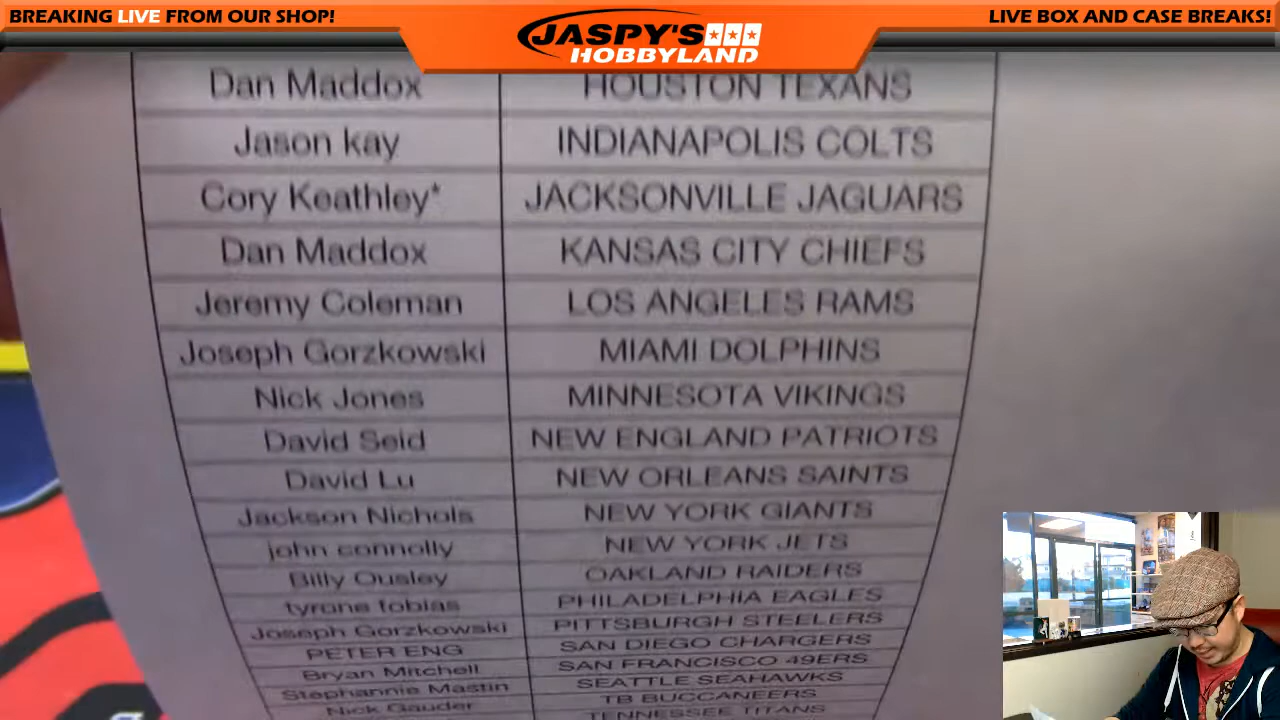 BREAKING LIVE FROM OUR SHOP!
JASPY'S
HOBBYLAND
LIVE BOX AND CASE BREAKS!
Dan Maddox HOUSTON TEXANS
Jason kay INDIANAPOLIS COLTS
Cory Keathley* JACKSONVILLE JAGUARS
Dan Maddox KANSAS CITY CHIEFS
Jeremy Coleman LOS ANGELES RAMS
Joseph Gorzkowski MIAMI DOLPHINS
Nick Jones MINNESOTA VIKINGS
David Seid NEW ENGLAND PATRIOTS
David Lu NEW ORLEANS SAINTS
Jackson Nichols NEW YORK GIANTS
john connolly NEW YORK JETS
Billy Ousley OAKLAND RAIDERS
tyrone tobias PHILADELPHIA EAGLES
Joseph Gorzkowski PITTSBURGH STEELERS
PETER ENG SAN DIEGO CHARGERS
Bryan Mitchell SAN FRANCISCO 49ERS
Stephannie Mastin SEATTLE SEAHAWKS
Nick Gauder TB BUCCANEERS
TENNESSEE TITANS